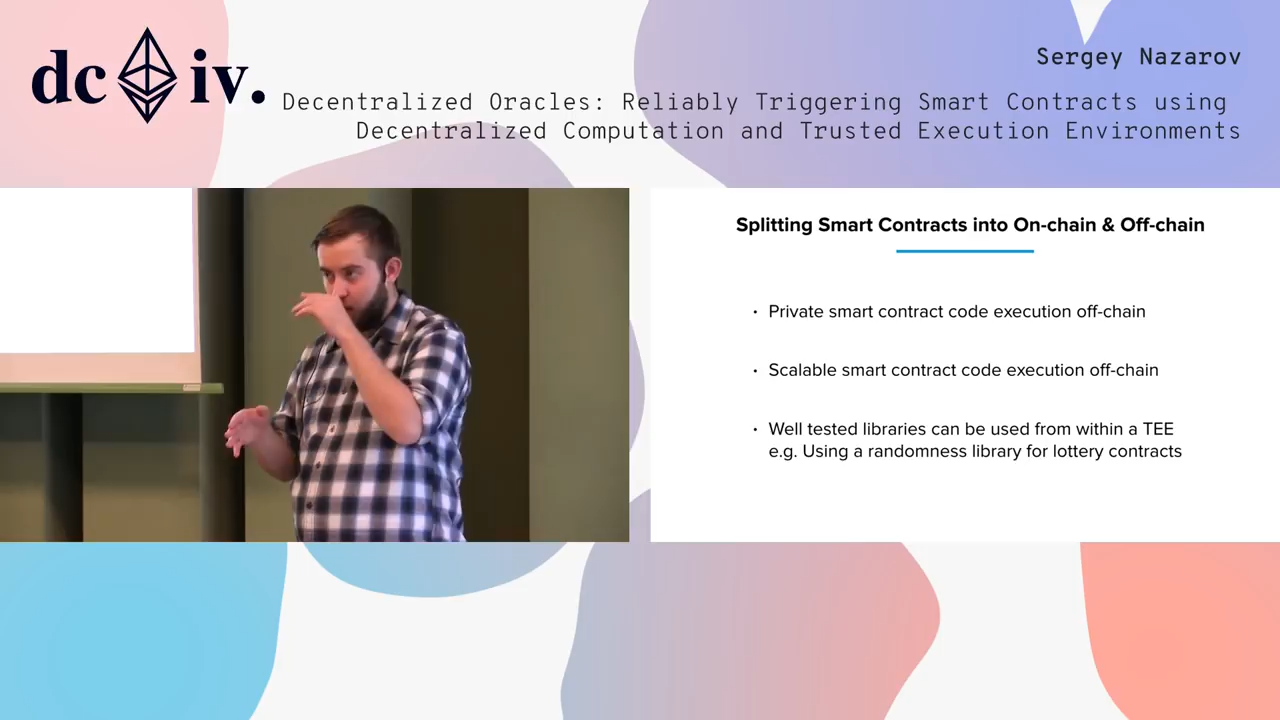 dc iv.
Sergey Nazarov
Decentralized Oracles: Reliably Triggering Smart Contracts using
Decentralized Computation and Trusted Execution Environments
Splitting Smart Contracts into On-chain & Off-chain
• Private smart contract code execution off-chain
• Scalable smart contract code execution off-chain
• Well tested libraries can be used from within a TEE
e.g. Using a randomness library for lottery contracts